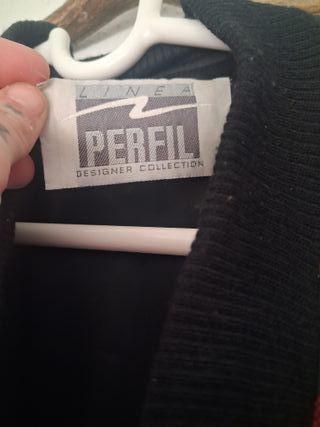 LINEA
PERFIL
DESIGNER COLLECTION